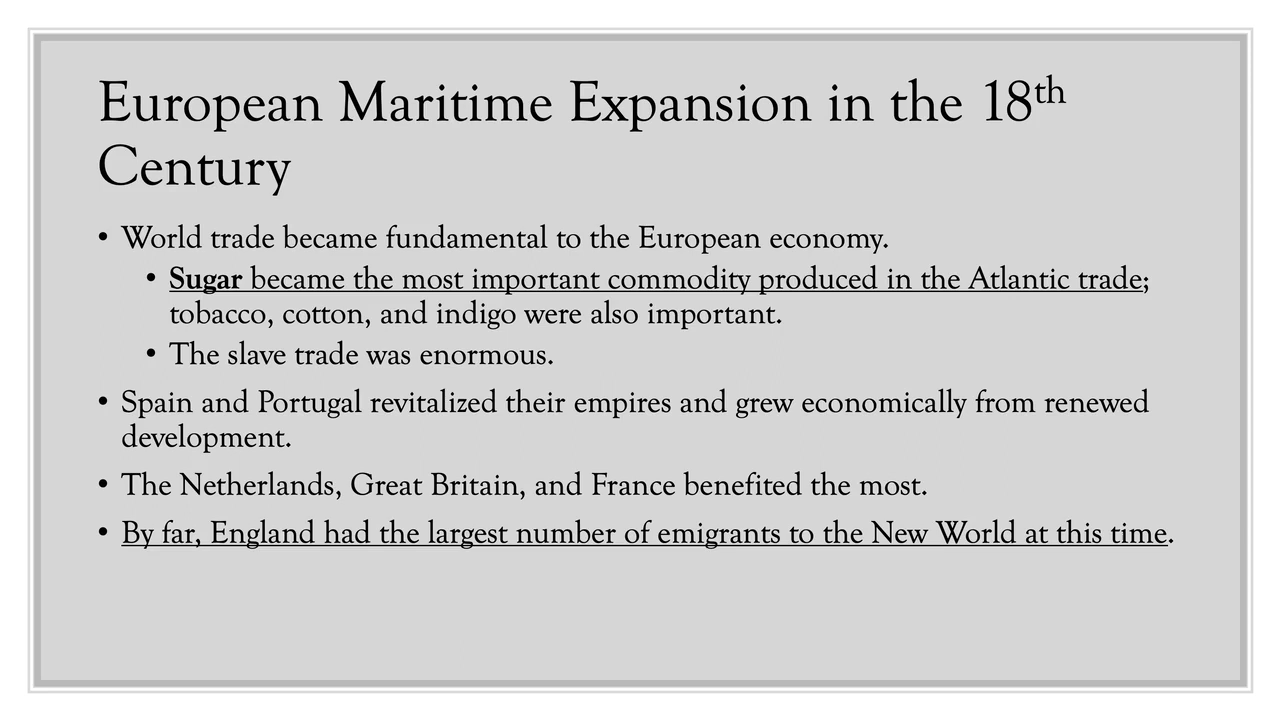 European Maritime Expansion in the 18th
Century
• World trade became fundamental to the European economy.
• Sugar became the most important commodity produced in the Atlantic trade;
tobacco, cotton, and indigo were also important.
• The slave trade was enormous.
• Spain and Portugal revitalized their empires and grew economically from renewed
development.
• The Netherlands, Great Britain, and France benefited the most.
• By far, England had the largest number of emigrants to the New World at this time.